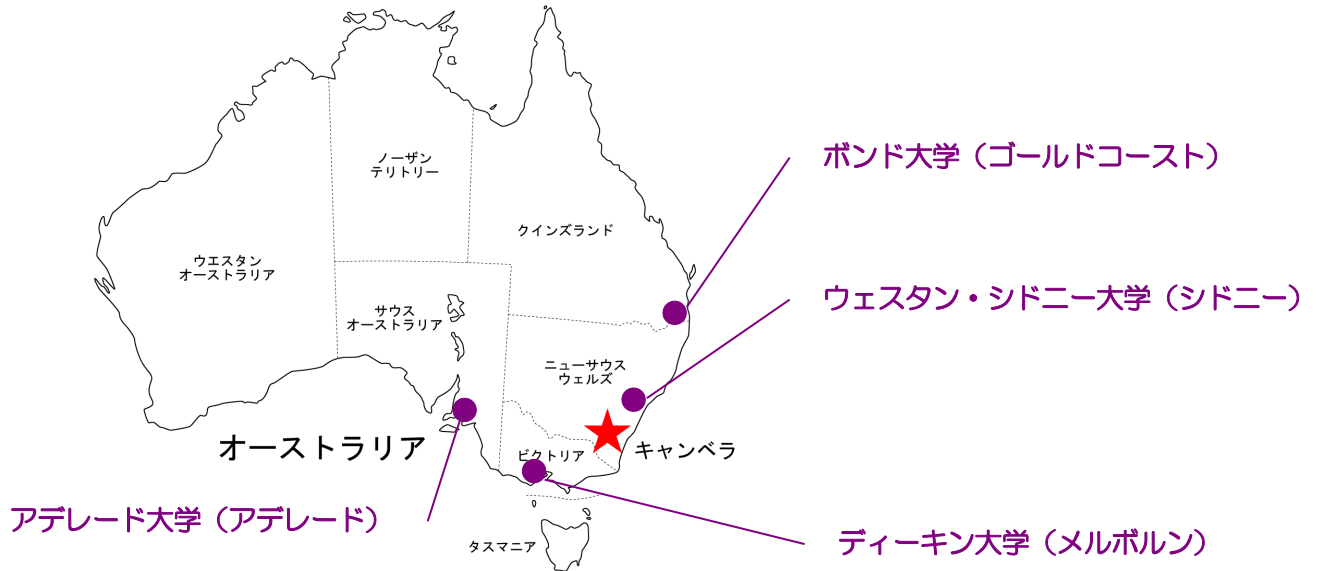 ボンド大学（ゴールドコースト）
ノーザン
テリトリー
クインズランド
ウエスタン
オーストラリア
ウェスタン・シドニー大学（シドニー）
サウス
オーストラリア
ニューサウス
ウェルズ
オーストラリア
キャンベラ
ビクトリア
アデレード大学（アデレード）
タスマニア
ディーキン大学（メルボルン）